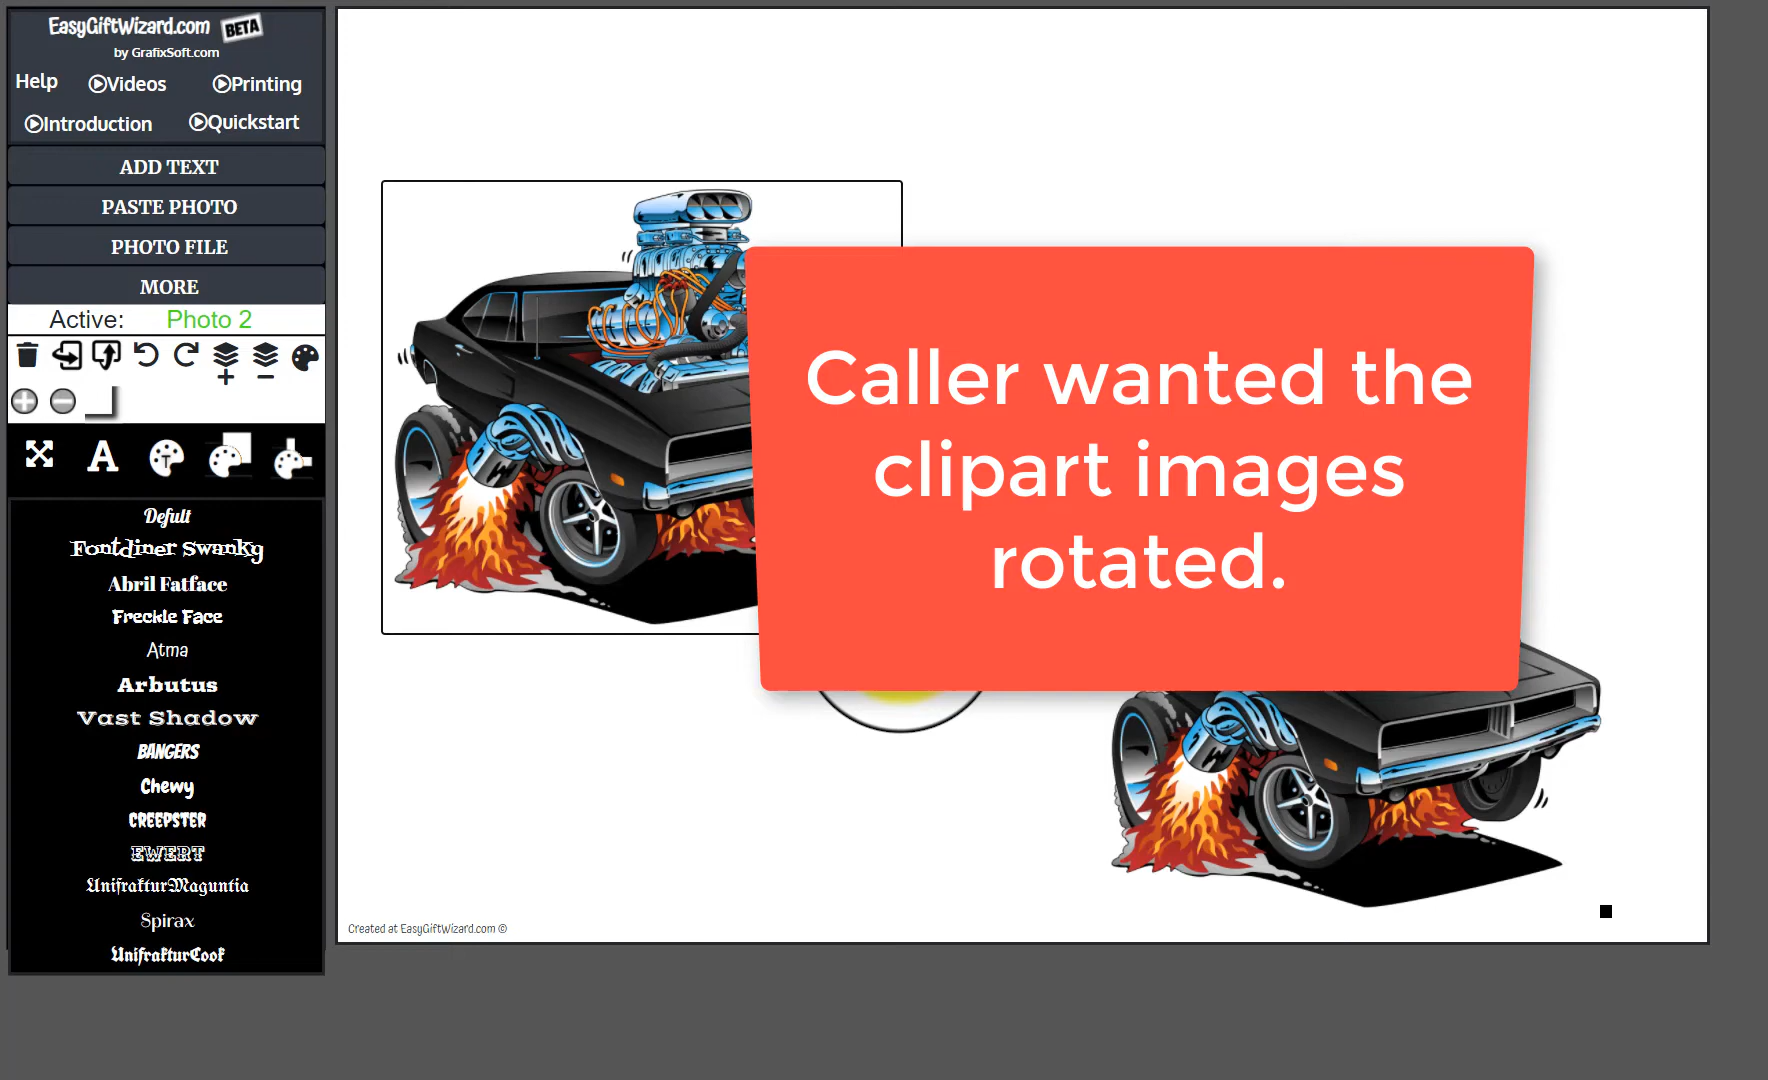 EasyGiftWizard.com BETA
by GrafixSoft.com
Help Videos Printing
Introduction Quickstart
ADD TEXT
PASTE PHOTO
PHOTO FILE
MORE
Active: Photo 2
A T
Defult
Fontdiner Swanky
Abril Fatface
Freckle Face
Atma
Arbutus
Vast Shadow
BANGERS
Chewy
CREEPSTER
EWERT
UnifrakturMaguntia
Spirax
UnifrakturCook
Caller wanted the
clipart images
rotated.
Created at EasyGiftWizard.com ©